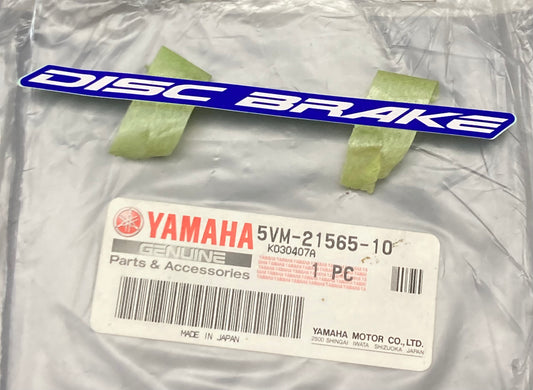 DISC BRAKE
YAMAHA
GENUINE
Parts & Accessories
5VM-21565-10
KD30407A
1 PC
MADE IN JAPAN
YAMAHA MOTOR CO.,LTD.
2500 SHINGAI IWATA SHIZUOKA JAPAN